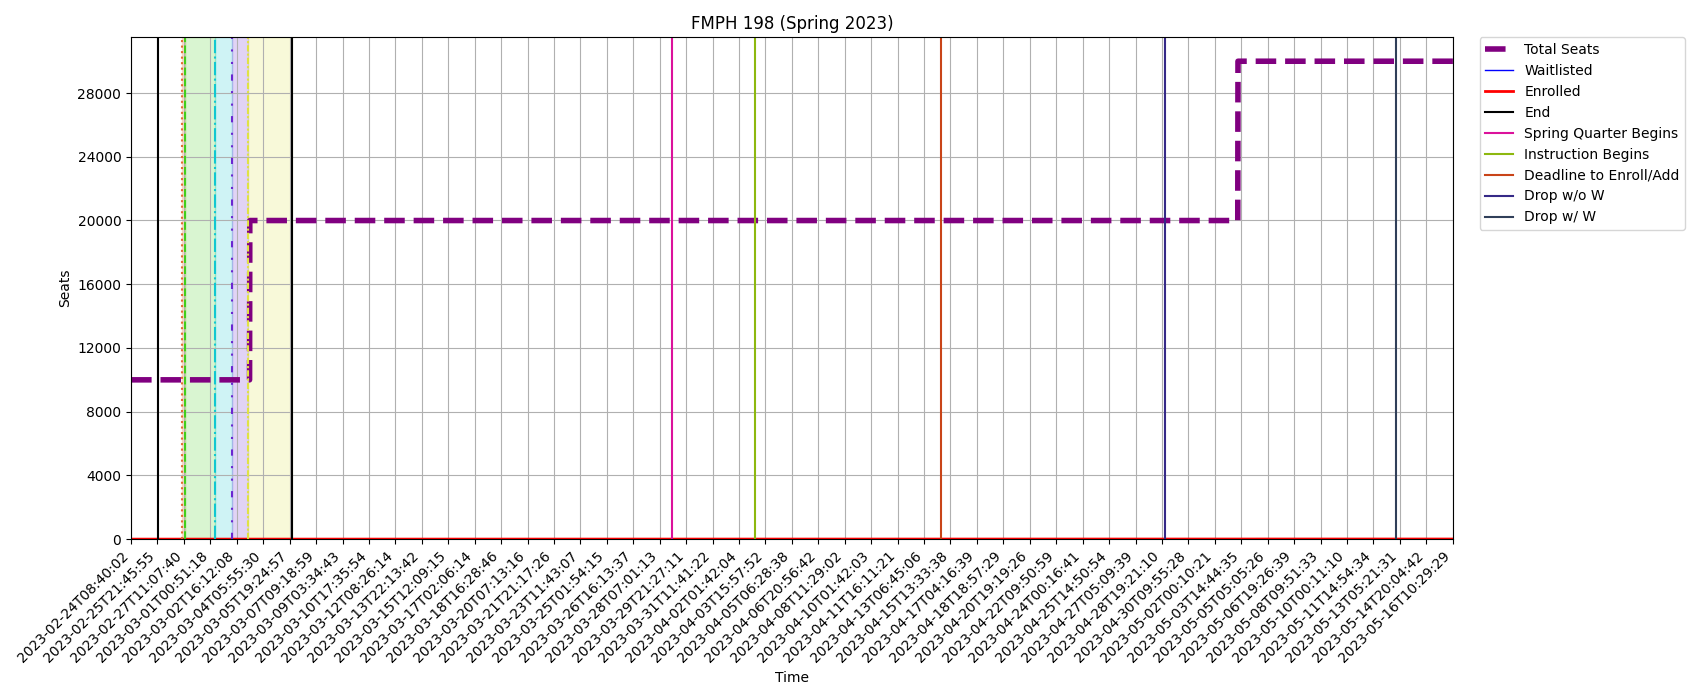 FMPH 198 (Spring 2023)
Total Seats
Waitlisted
Enrolled
End
Spring Quarter Begins
Instruction Begins
Deadline to Enroll/Add
Drop w/o W
Drop w/ W
28000
24000
20000
16000
12000
8000
4000
0
Seats
2023-02-24T08:40:02
2023-02-25T21:45:55
2023-02-27T11:07:40
2023-03-01T00:51:18
2023-03-02T16:12:08
2023-03-04T05:55:30
2023-03-05T19:24:57
2023-03-07T09:18:59
2023-03-09T03:34:43
2023-03-10T17:35:54
2023-03-12T08:26:14
2023-03-13T22:13:42
2023-03-15T12:09:15
2023-03-17T02:06:14
2023-03-18T16:28:46
2023-03-20T07:13:16
2023-03-21T21:17:26
2023-03-23T11:43:07
2023-03-25T01:54:15
2023-03-26T16:13:37
2023-03-28T07:01:13
2023-03-29T21:27:11
2023-03-31T11:41:22
2023-04-02T01:42:04
2023-04-03T15:57:52
2023-04-05T06:28:38
2023-04-06T20:56:42
2023-04-08T11:29:02
2023-04-10T01:42:03
2023-04-11T16:11:21
2023-04-13T06:45:06
2023-04-15T13:33:38
2023-04-17T04:16:39
2023-04-18T18:57:29
2023-04-20T19:19:26
2023-04-22T09:50:59
2023-04-24T00:16:41
2023-04-25T14:50:54
2023-04-27T05:09:39
2023-04-28T19:21:10
2023-04-30T09:55:28
2023-05-02T00:10:21
2023-05-03T14:44:35
2023-05-05T05:05:26
2023-05-06T19:26:39
2023-05-08T09:51:33
2023-05-10T00:11:10
2023-05-11T14:54:34
2023-05-13T05:21:31
2023-05-14T20:04:42
2023-05-16T10:29:29
Time